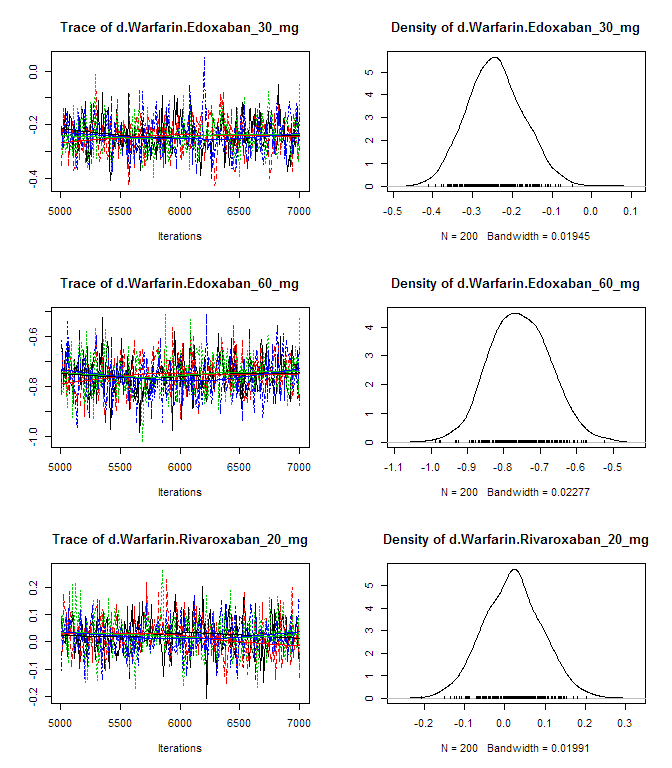 Trace of d.Warfarin.Edoxaban_30_mg
0.0
-0.2
-0.4
5000 5500 6000 6500 7000
Iterations
Density of d.Warfarin.Edoxaban_30_mg
5
4
3
2
1
0
-0.5 -0.4 -0.3 -0.2 -0.1 0.0 0.1
N = 200 Bandwidth = 0.01945
Trace of d.Warfarin.Edoxaban_60_mg
-0.6
-0.8
-1.0
5000 5500 6000 6500 7000
Iterations
Density of d.Warfarin.Edoxaban_60_mg
4
3
2
1
0
-1.1 -1.0 -0.9 -0.8 -0.7 -0.6 -0.5
N = 200 Bandwidth = 0.02277
Trace of d.Warfarin.Rivaroxaban_20_mg
0.2
0.1
0.0
-0.1
-0.2
5000 5500 6000 6500 7000
Iterations
Density of d.Warfarin.Rivaroxaban_20_mg
5
4
3
2
1
0
-0.2 -0.1 0.0 0.1 0.2 0.3
N = 200 Bandwidth = 0.01991